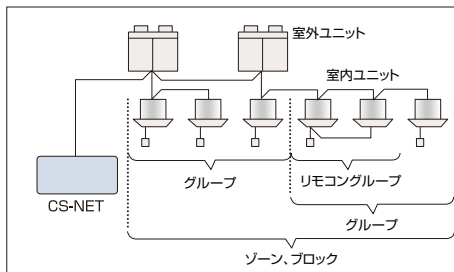 室外ユニット
室内ユニット
グループ
リモコングループ
CS-NET
グループ
ゾーン、ブロック